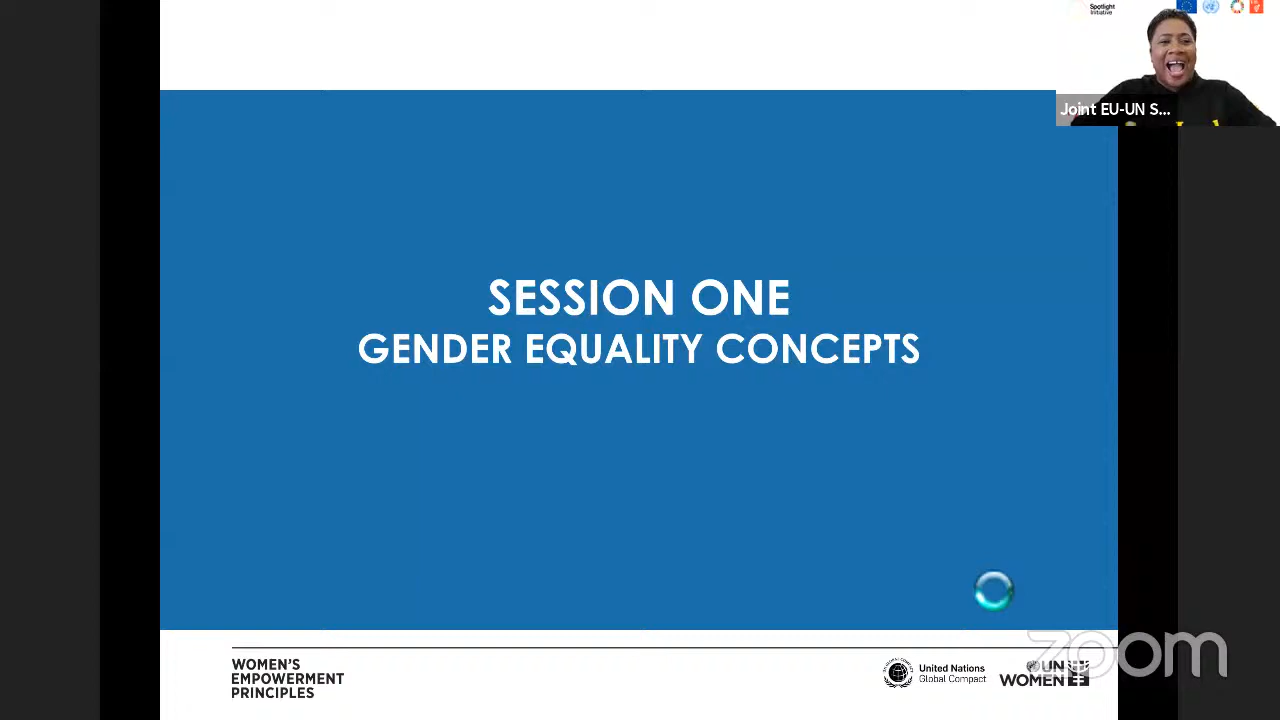 Spotlight
Initiative
Joint EU-UN S...
SESSION ONE
GENDER EQUALITY CONCEPTS
WOMEN'S
EMPOWERMENT
PRINCIPLES
United Nations
Global Compact
UN
WOMEN
zoom